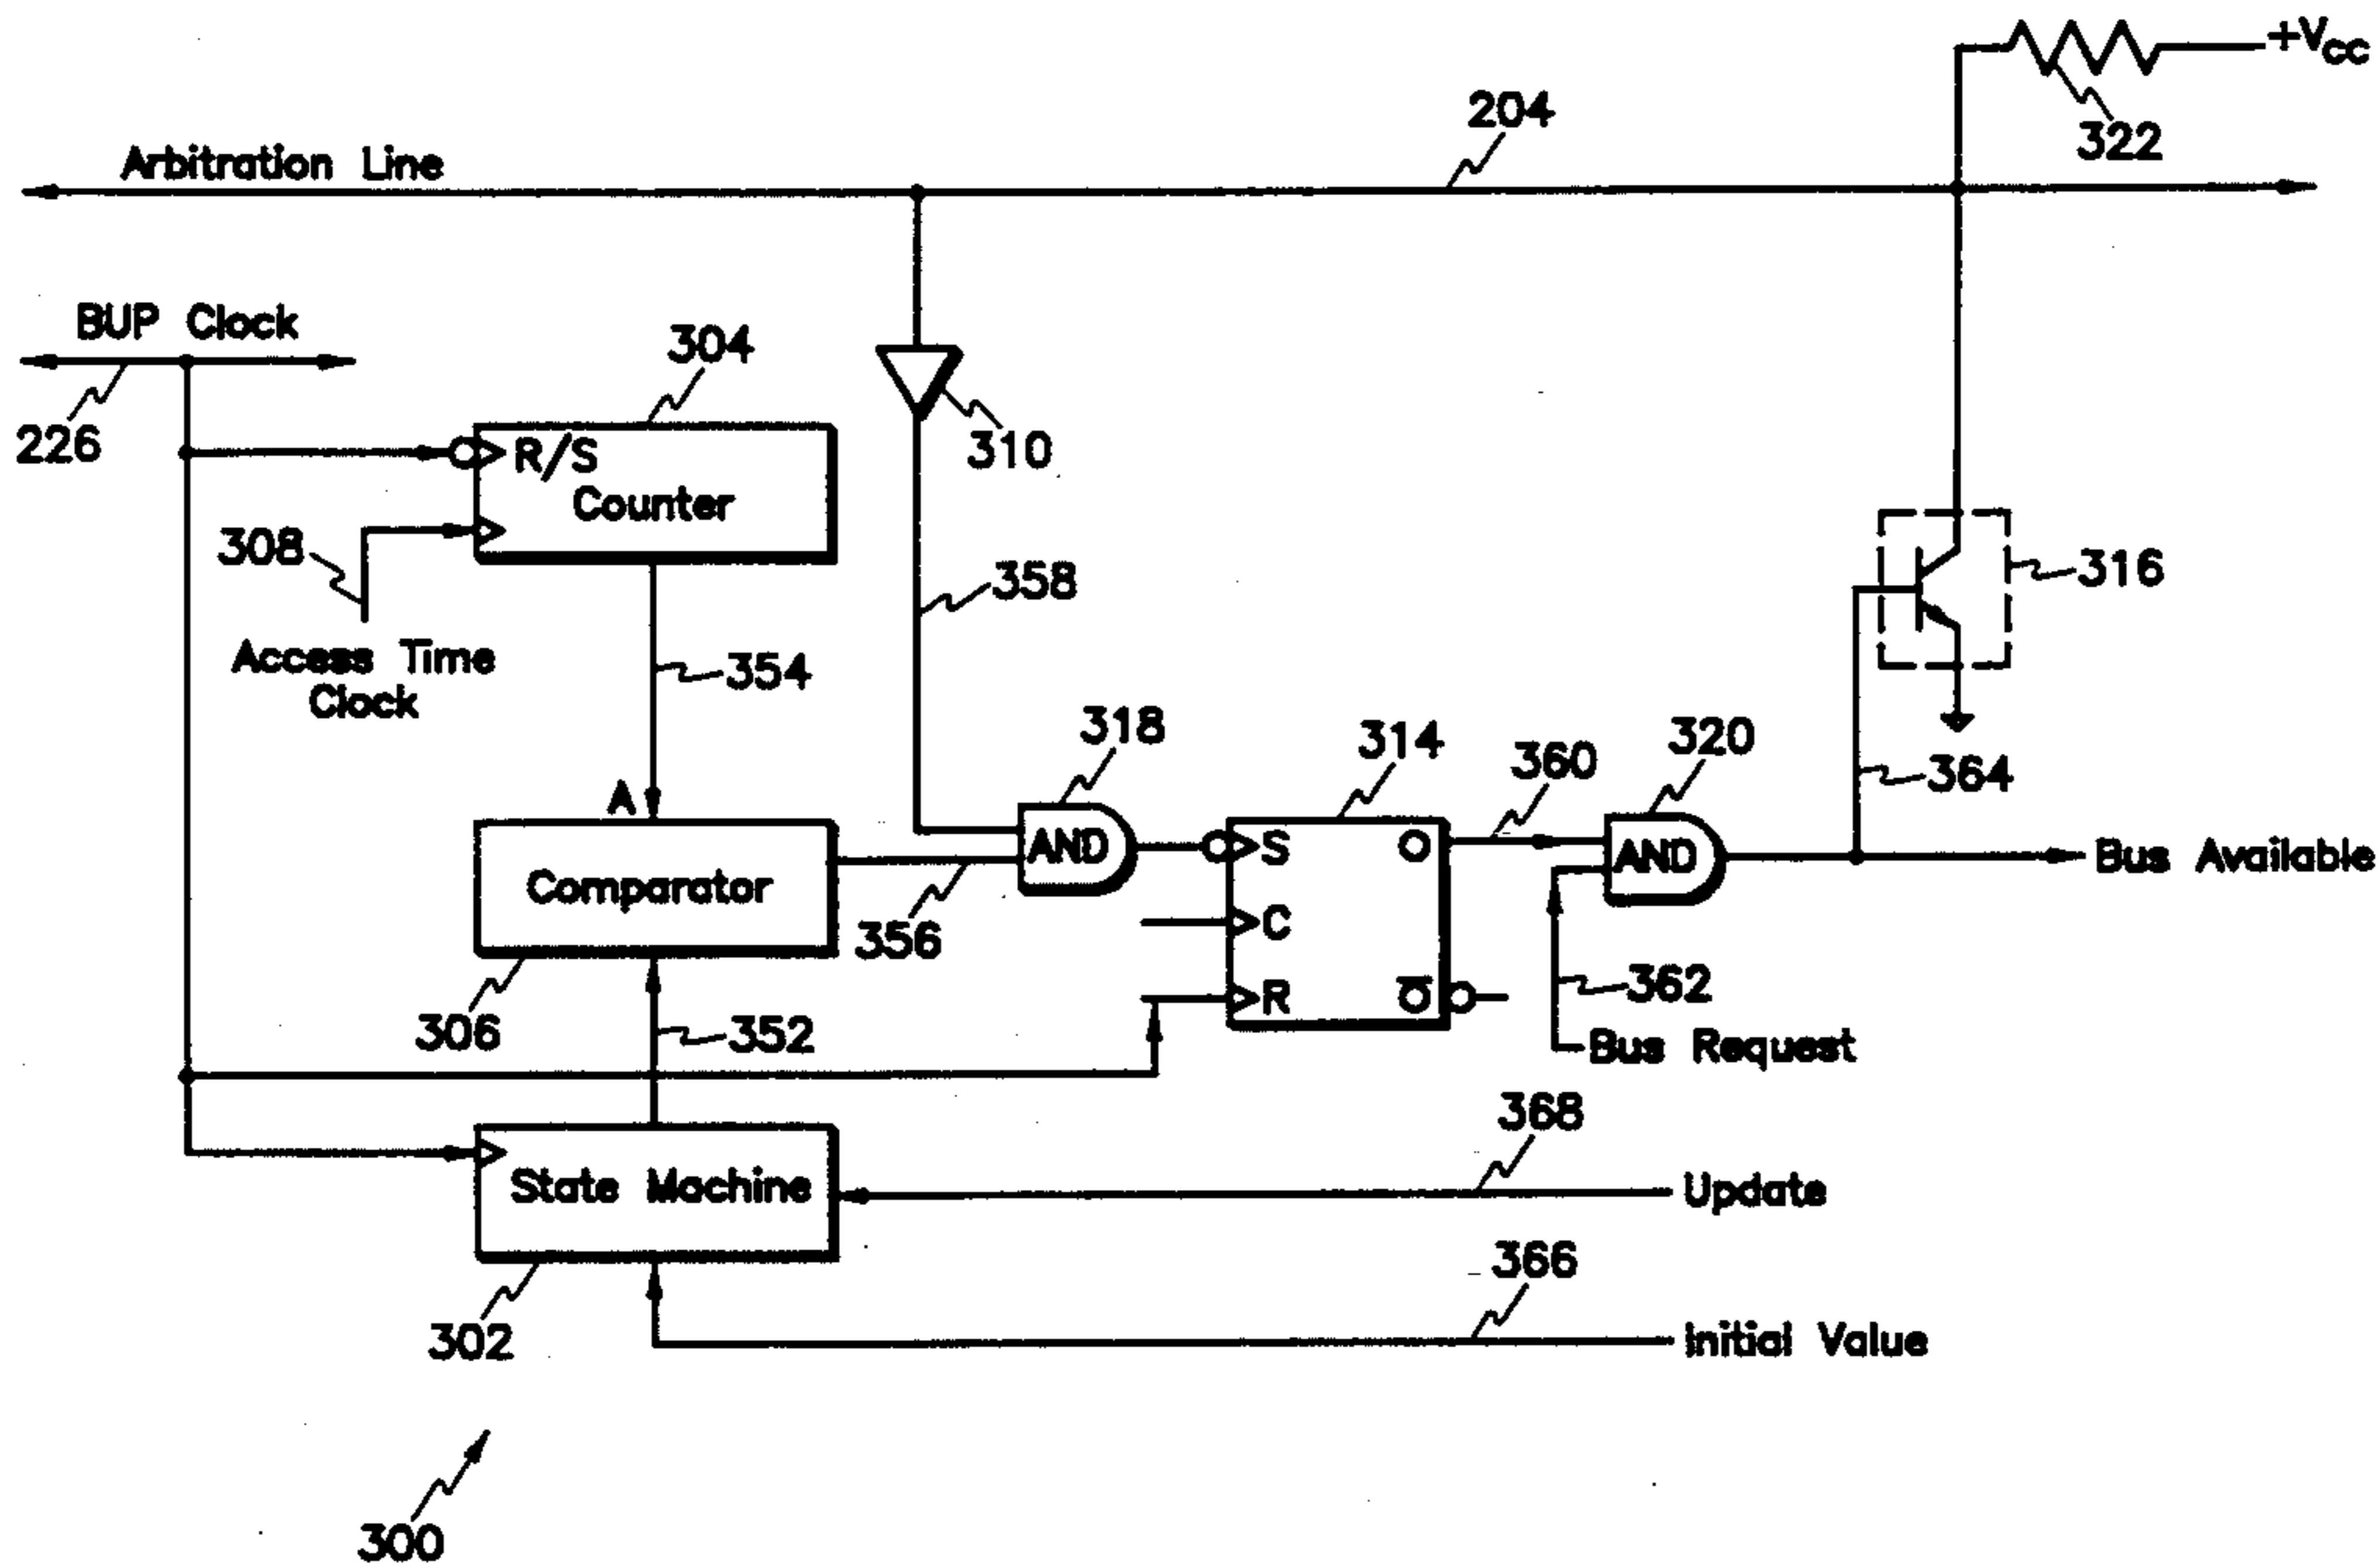 +Vcc
322
204
Arbitration Line
BUP Clock
226
304
R/S
Counter
310
308
Access Time
Clock
358
316
354
364
A
318
314
360
320
AND
S
O
AND
Bus Available
Comparator
356
C
306
352
R
O̅
362
Bus Request
368
State Machine
Update
366
302
Initial Value
300